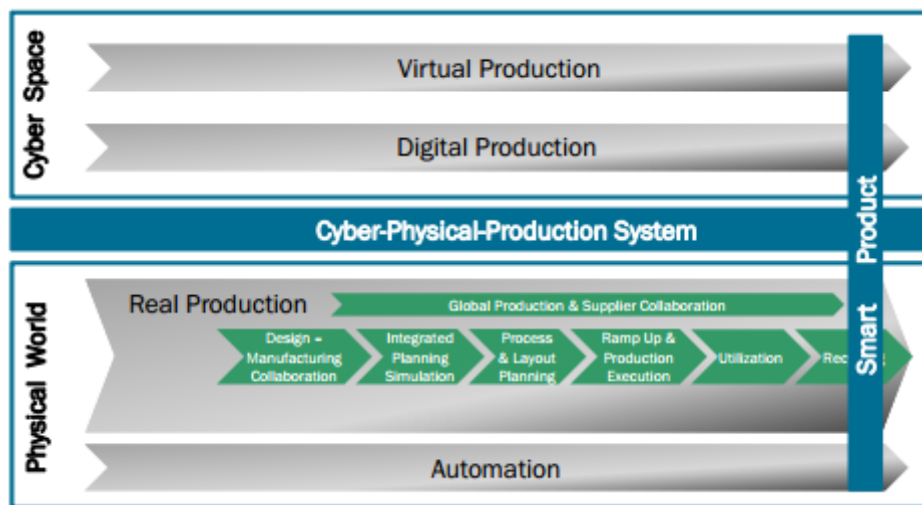 Cyber Space
Virtual Production
Digital Production
Cyber-Physical-Production System
Smart Product
Physical World
Real Production
Global Production & Supplier Collaboration
Design –
Manufacturing
Collaboration
Integrated
Planning
Simulation
Process
& Layout
Planning
Ramp Up &
Production
Execution
Utilization
Automation